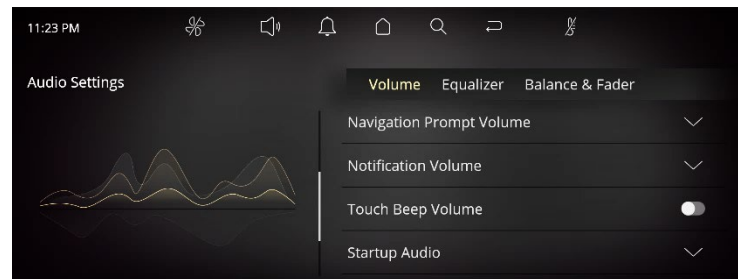 11:23 PM
Audio Settings
Volume Equalizer Balance & Fader
Navigation Prompt Volume
Notification Volume
Touch Beep Volume
Startup Audio